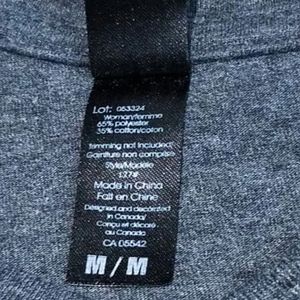 Lot: 053324
Woman/femme
65% polyester
35% cotton/coton
trimming not included/
Garniture non comprise
Style/Modèle
127#
Made in China
Fait en Chine
Designed and decorated
in Canada/
Conçu et décoré
au Canada
CA 05542
M / M